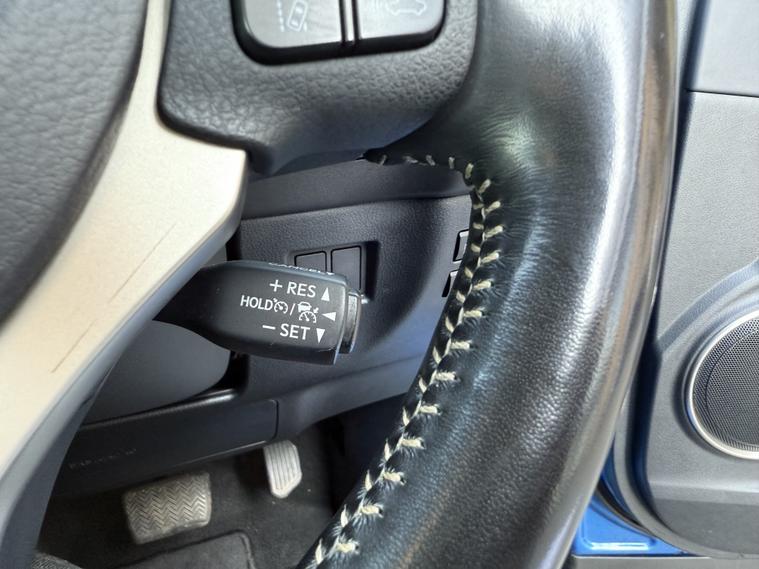 + RES
HOLD /
− SET